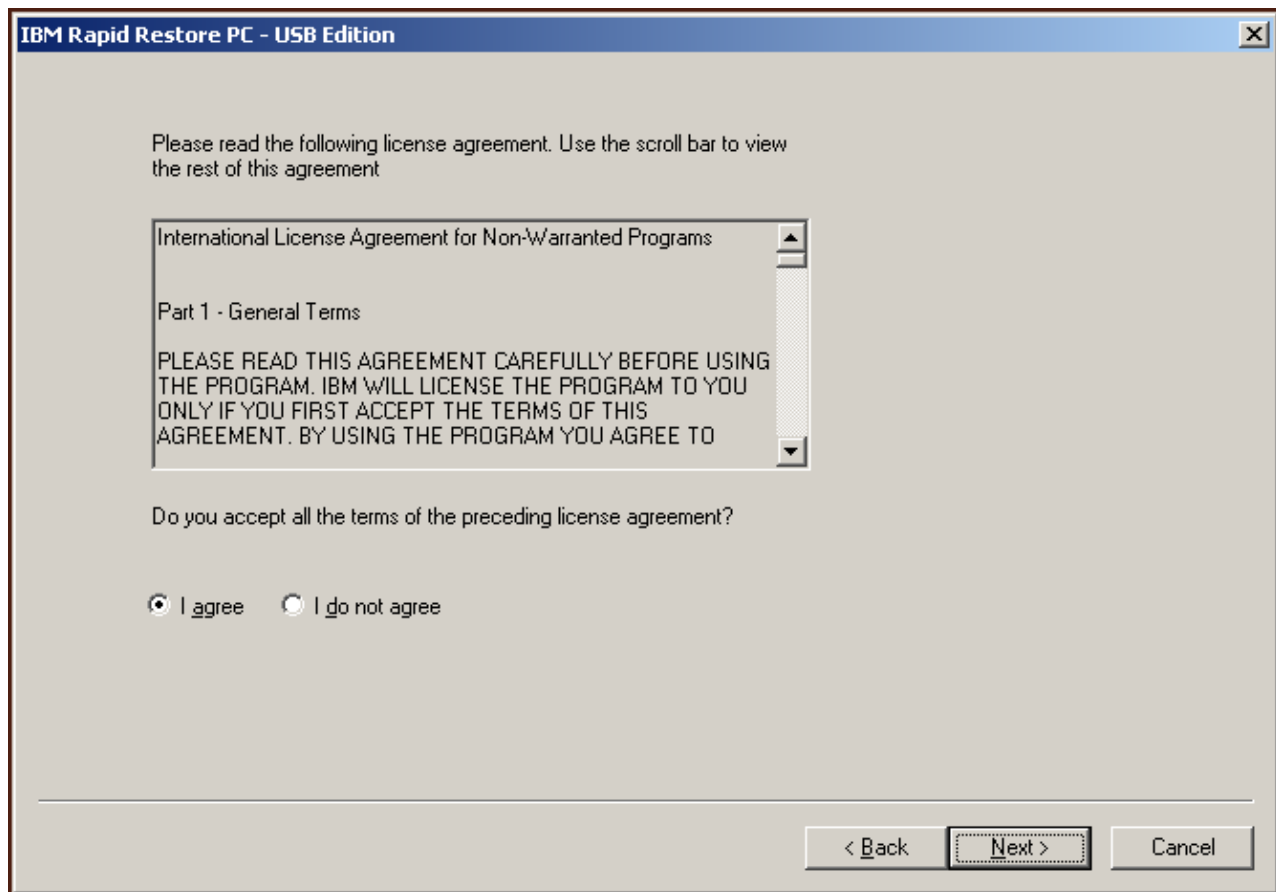 IBM Rapid Restore PC - USB Edition
Please read the following license agreement. Use the scroll bar to view
the rest of this agreement
International License Agreement for Non-Warranted Programs
Part 1 - General Terms
PLEASE READ THIS AGREEMENT CAREFULLY BEFORE USING
THE PROGRAM. IBM WILL LICENSE THE PROGRAM TO YOU
ONLY IF YOU FIRST ACCEPT THE TERMS OF THIS
AGREEMENT. BY USING THE PROGRAM YOU AGREE TO
Do you accept all the terms of the preceding license agreement?
I agree I do not agree
< Back Next > Cancel